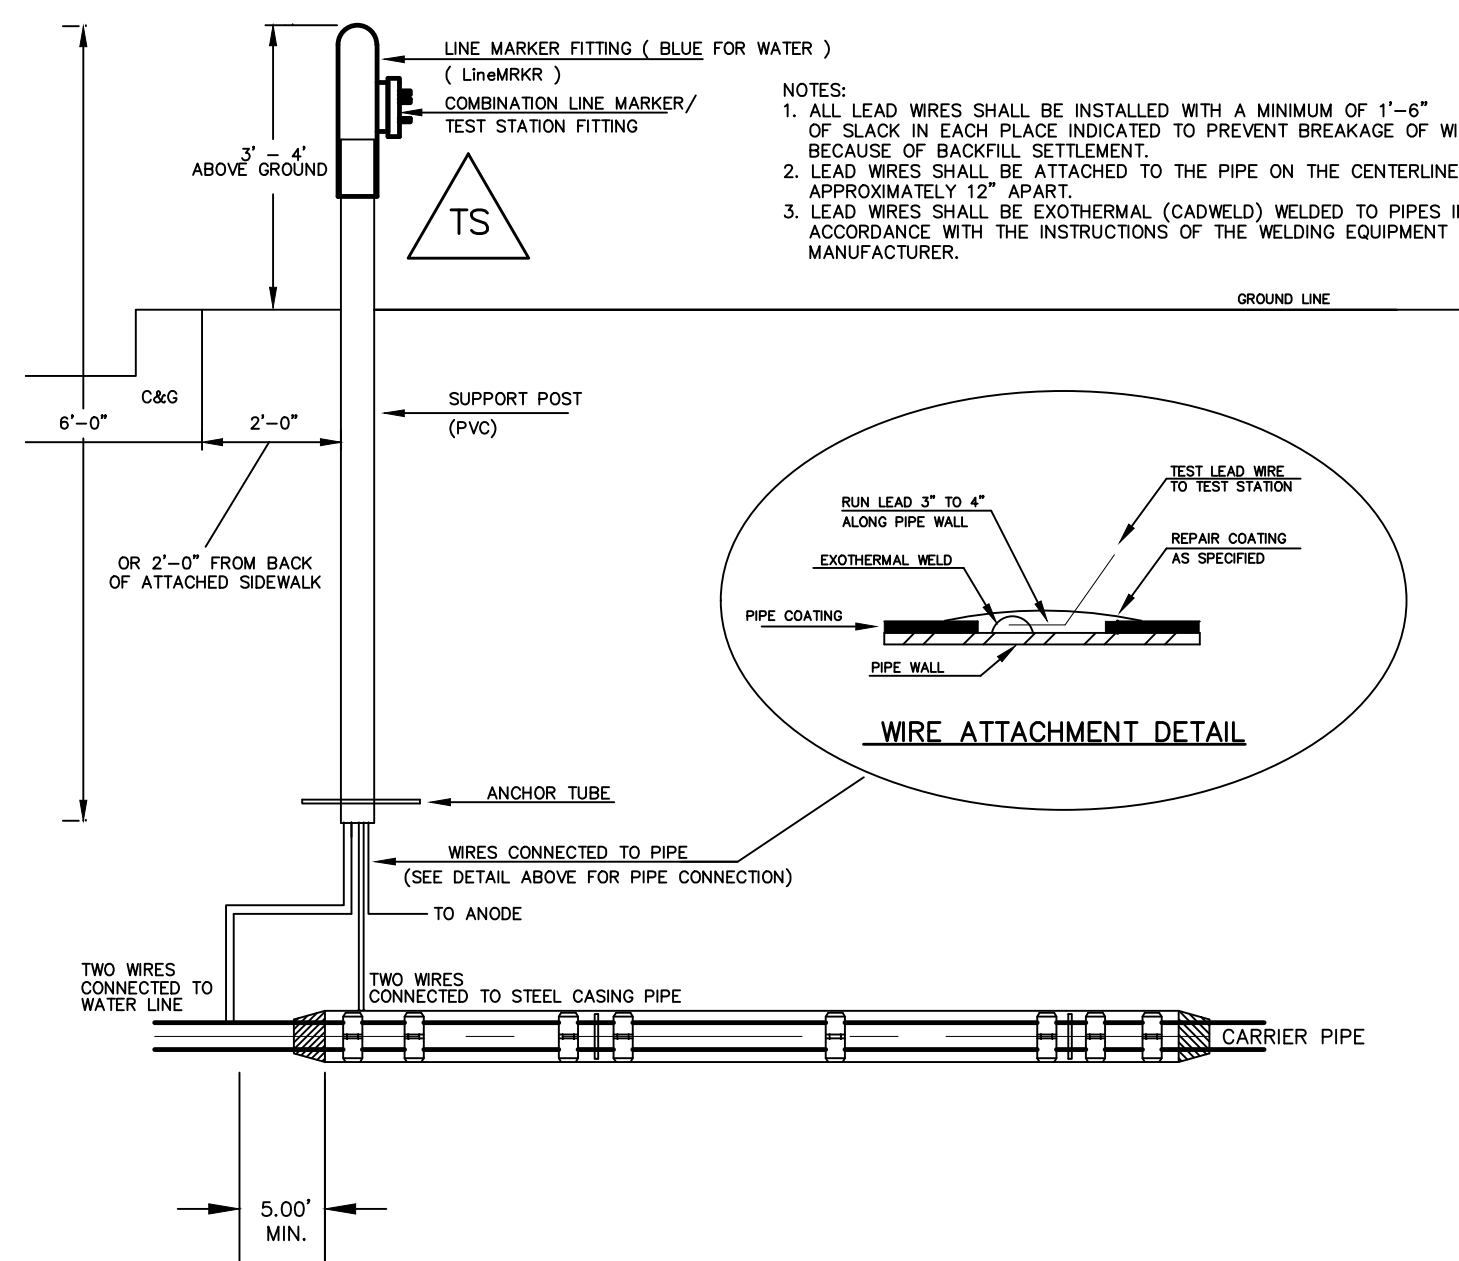 LINE MARKER FITTING ( BLUE FOR WATER )
( LineMRKR )
COMBINATION LINE MARKER/
TEST STATION FITTING
NOTES:
1. ALL LEAD WIRES SHALL BE INSTALLED WITH A MINIMUM OF 1'-6"
OF SLACK IN EACH PLACE INDICATED TO PREVENT BREAKAGE OF
BECAUSE OF BACKFILL SETTLEMENT.
2. LEAD WIRES SHALL BE ATTACHED TO THE PIPE ON THE CENTERLINE
APPROXIMATELY 12" APART.
3. LEAD WIRES SHALL BE EXOTHERMAL (CADWELD) WELDED TO PIPES
ACCORDANCE WITH THE INSTRUCTIONS OF THE WELDING EQUIPMENT
MANUFACTURER.
3' - 4'
ABOVE GROUND
TS
GROUND LINE
C&G
6'-0"
2'-0"
SUPPORT POST
(PVC)
OR 2'-0" FROM BACK
OF ATTACHED SIDEWALK
TEST LEAD WIRE
TO TEST STATION
RUN LEAD 3" TO 4"
ALONG PIPE WALL
REPAIR COATING
AS SPECIFIED
EXOTHERMAL WELD
PIPE COATING
PIPE WALL
WIRE ATTACHMENT DETAIL
ANCHOR TUBE
WIRES CONNECTED TO PIPE
(SEE DETAIL ABOVE FOR PIPE CONNECTION)
TO ANODE
TWO WIRES
CONNECTED TO
WATER LINE
TWO WIRES
CONNECTED TO STEEL CASING PIPE
CARRIER PIPE
5.00'
MIN.